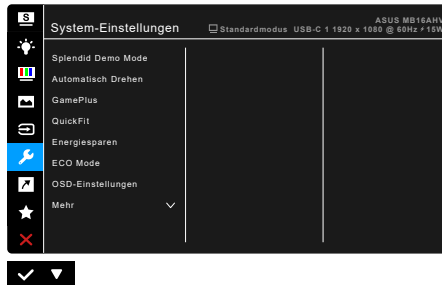 S
System-Einstellungen
ASUS MB16AHV
Standardmodus USB-C 1 1920 x 1080 @ 60Hz 15W
Splendid Demo Mode
Automatisch Drehen
GamePlus
QuickFit
Energiesparen
ECO Mode
OSD-Einstellungen
Mehr